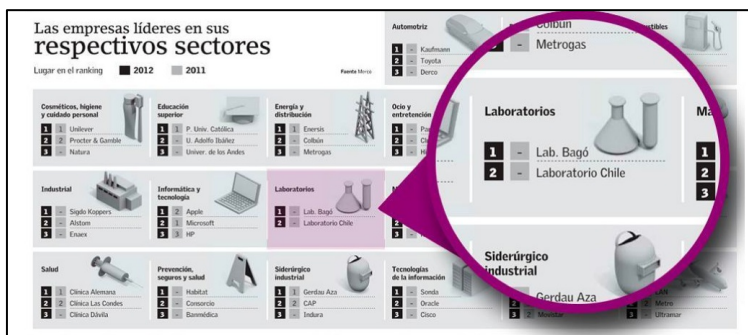 Las empresas líderes en sus
respectivos sectores
Lugar en el ranking 2012 2011
Fuente Merco
Automotriz
1 - Kaufmann
2 - Toyota
3 - Derco
Cosméticos, higiene
y cuidado personal
1 1 Unilever
2 2 Procter & Gamble
3 - Natura
Educación
superior
1 1 P. Univ. Católica
2 - U. Adolfo Ibáñez
3 - Univer. de los Andes
Energía y
distribución
1 1 Enersis
2 - Colbún
3 - Metrogas
Ocio y
entretención
1 -
2 -
3 -
Industrial
1 - Sigdo Koppers
2 - Alstom
3 - Enaex
Informática y
tecnología
1 2 Apple
2 1 Microsoft
3 3 HP
Laboratorios
1 - Lab. Bagó
2 - Laboratorio Chile
Salud
1 1 Clínica Alemana
2 2 Clínica Las Condes
3 - Clínica Dávila
Prevención,
seguros y salud
1 - Habitat
2 - Consorcio
3 - Banmédica
Siderúrgico
industrial
1 1 Gerdau Aza
2 2 CAP
3 - Indura
Tecnologías
de la información
1 - Sonda
2 - Oracle
3 - Cisco
Colbún
- Metrogas
Laboratorios
1 - Lab. Bagó
2 - Laboratorio Chile
1
2
3
Siderúrgico
industrial
Gerdau Aza
Movistar
LAN
2 Metro
- Ultramar